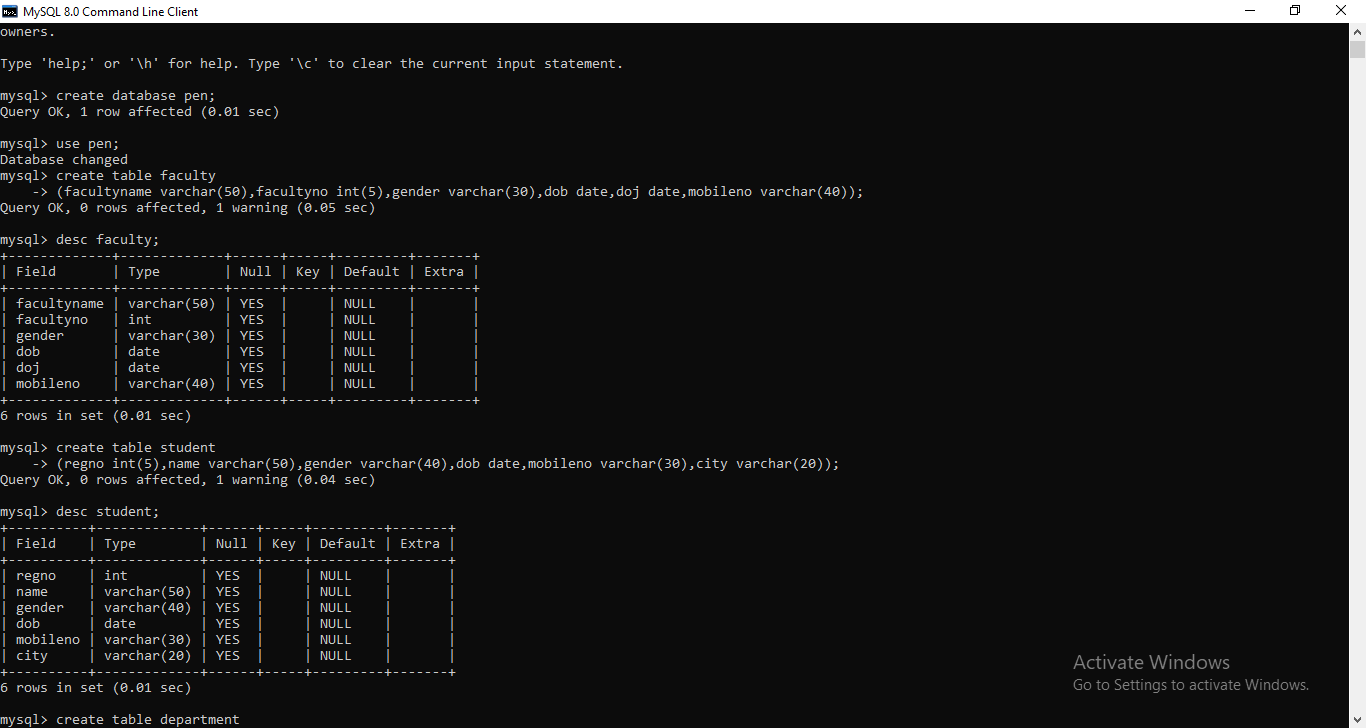 MySQL 8.0 Command Line Client
owners.
Type 'help;' or '\h' for help. Type '\c' to clear the current input statement.
mysql> create database pen;
Query OK, 1 row affected (0.01 sec)
mysql> use pen;
Database changed
mysql> create table faculty
    -> (facultyname varchar(50),facultyno int(5),gender varchar(30),dob date,doj date,mobileno varchar(40));
Query OK, 0 rows affected, 1 warning (0.05 sec)
mysql> desc faculty;
+-------------+-------------+------+-----+---------+-------+
| Field       | Type        | Null | Key | Default | Extra |
+-------------+-------------+------+-----+---------+-------+
| facultyname | varchar(50) | YES  |     | NULL    |       |
| facultyno   | int         | YES  |     | NULL    |       |
| gender      | varchar(30) | YES  |     | NULL    |       |
| dob         | date        | YES  |     | NULL    |       |
| doj         | date        | YES  |     | NULL    |       |
| mobileno    | varchar(40) | YES  |     | NULL    |       |
+-------------+-------------+------+-----+---------+-------+
6 rows in set (0.01 sec)
mysql> create table student
    -> (regno int(5),name varchar(50),gender varchar(40),dob date,mobileno varchar(30),city varchar(20));
Query OK, 0 rows affected, 1 warning (0.04 sec)
mysql> desc student;
+----------+-------------+------+-----+---------+-------+
| Field    | Type        | Null | Key | Default | Extra |
+----------+-------------+------+-----+---------+-------+
| regno    | int         | YES  |     | NULL    |       |
| name     | varchar(50) | YES  |     | NULL    |       |
| gender   | varchar(40) | YES  |     | NULL    |       |
| dob      | date        | YES  |     | NULL    |       |
| mobileno | varchar(30) | YES  |     | NULL    |       |
| city     | varchar(20) | YES  |     | NULL    |       |
+----------+-------------+------+-----+---------+-------+
6 rows in set (0.01 sec)
mysql> create table department
Activate Windows
Go to Settings to activate Windows.